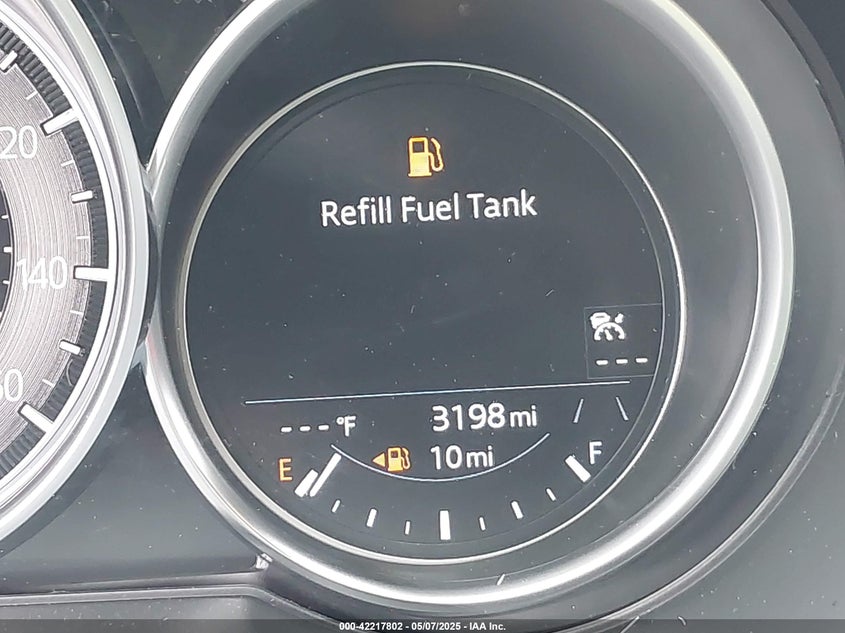 20
140
Refill Fuel Tank
---
---°F
3198 mi
E
10 mi
F
000-42217802 - 05/07/2025 - IAA Inc.